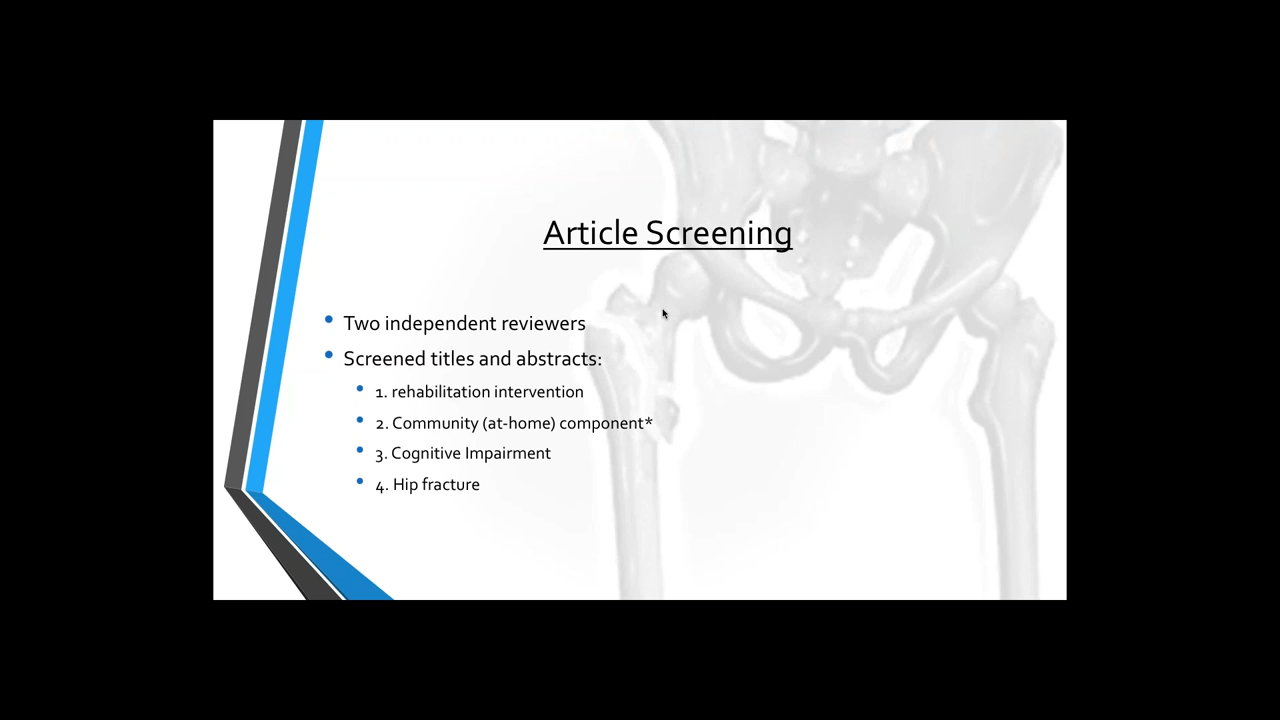 Article Screening
Two independent reviewers
Screened titles and abstracts:
1. rehabilitation intervention
2. Community (at-home) component*
3. Cognitive Impairment
4. Hip fracture